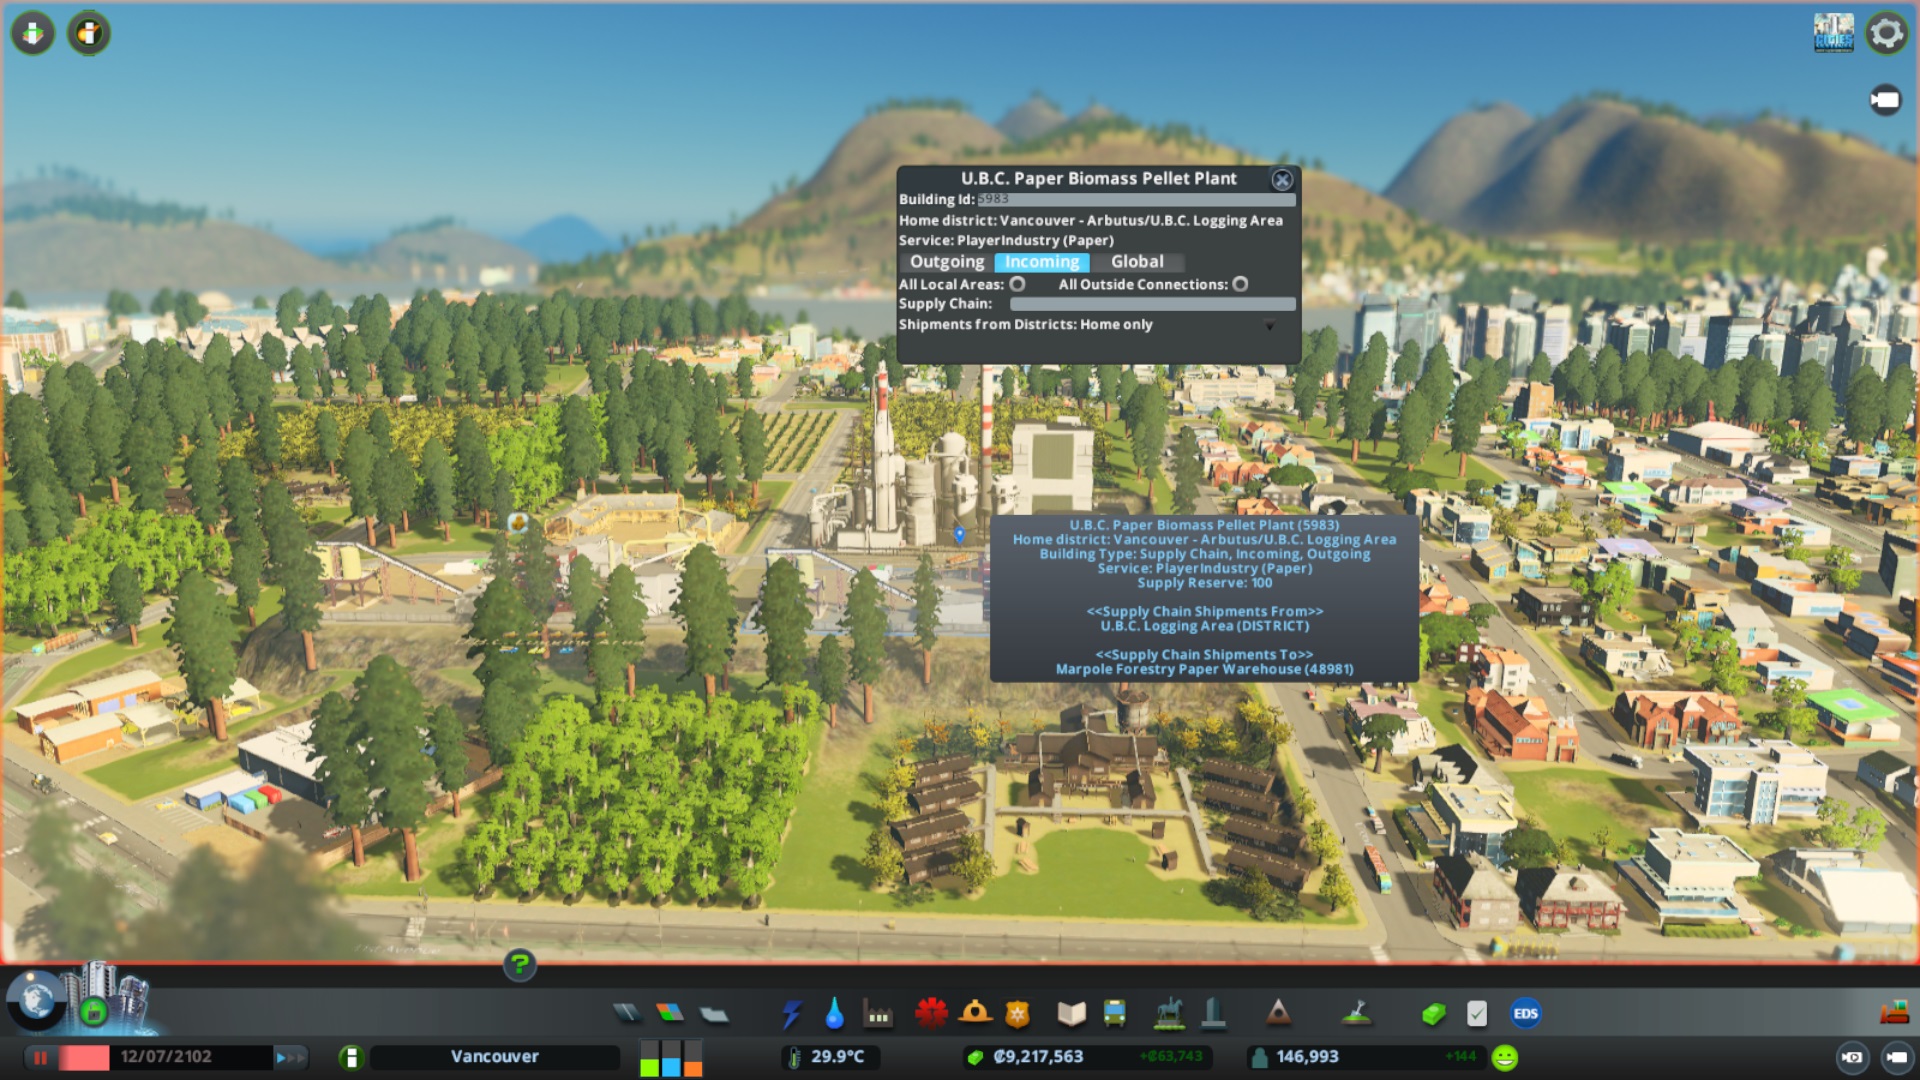 CITIES
U.B.C. Paper Biomass Pellet Plant
Building Id: 5983
Home district: Vancouver - Arbutus/U.B.C. Logging Area
Service: PlayerIndustry (Paper)
Outgoing Incoming Global
All Local Areas: All Outside Connections:
Supply Chain:
Shipments from Districts: Home only
U.B.C. Paper Biomass Pellet Plant (5983)
Home district: Vancouver - Arbutus/U.B.C. Logging Area
Building Type: Supply Chain, Incoming, Outgoing
Service: PlayerIndustry (Paper)
Supply Reserve: 100
<<Supply Chain Shipments From>>
U.B.C. Logging Area (DISTRICT)
<<Supply Chain Shipments To>>
Marpole Forestry Paper Warehouse (48981)
U.B.C. Logging Area
?
EDS
12/07/2102
Vancouver
29.9°C
₡9,217,563
+₡63,743
146,993
+144